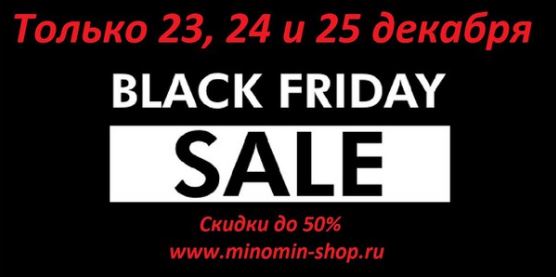 Только 23, 24 и 25 декабря
BLACK FRIDAY
SALE
Скидки до 50%
www.minomin-shop.ru